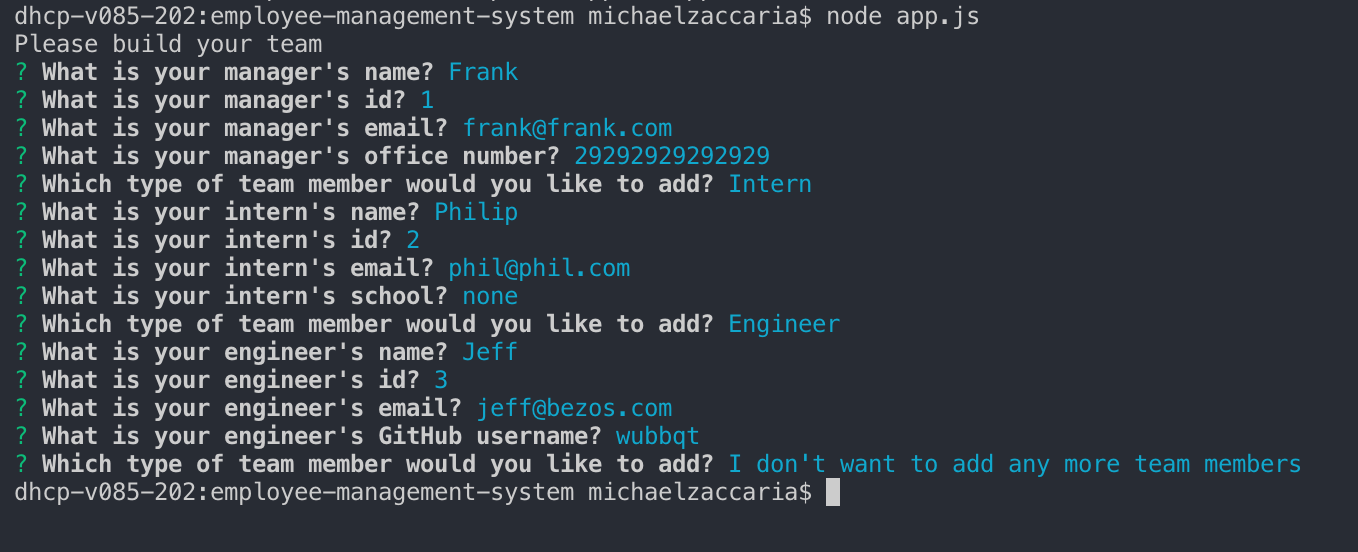 dhcp-v085-202:employee-management-system michaelzaccaria$ node app.js
Please build your team
? What is your manager's name? Frank
? What is your manager's id? 1
? What is your manager's email? frank@frank.com
? What is your manager's office number? 29292929292929
? Which type of team member would you like to add? Intern
? What is your intern's name? Philip
? What is your intern's id? 2
? What is your intern's email? phil@phil.com
? What is your intern's school? none
? Which type of team member would you like to add? Engineer
? What is your engineer's name? Jeff
? What is your engineer's id? 3
? What is your engineer's email? jeff@bezos.com
? What is your engineer's GitHub username? wubbqt
? Which type of team member would you like to add? I don't want to add any more team members
dhcp-v085-202:employee-management-system michaelzaccaria$